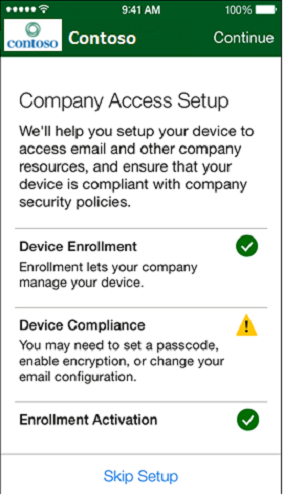 9:41 AM
100%
contoso
Contoso
Continue
Company Access Setup
We'll help you setup your device to
access email and other company
resources, and ensure that your
device is compliant with company
security policies.
Device Enrollment
Enrollment lets your company
manage your device.
Device Compliance
You may need to set a passcode,
enable encryption, or change your
email configuration.
Enrollment Activation
Skip Setup